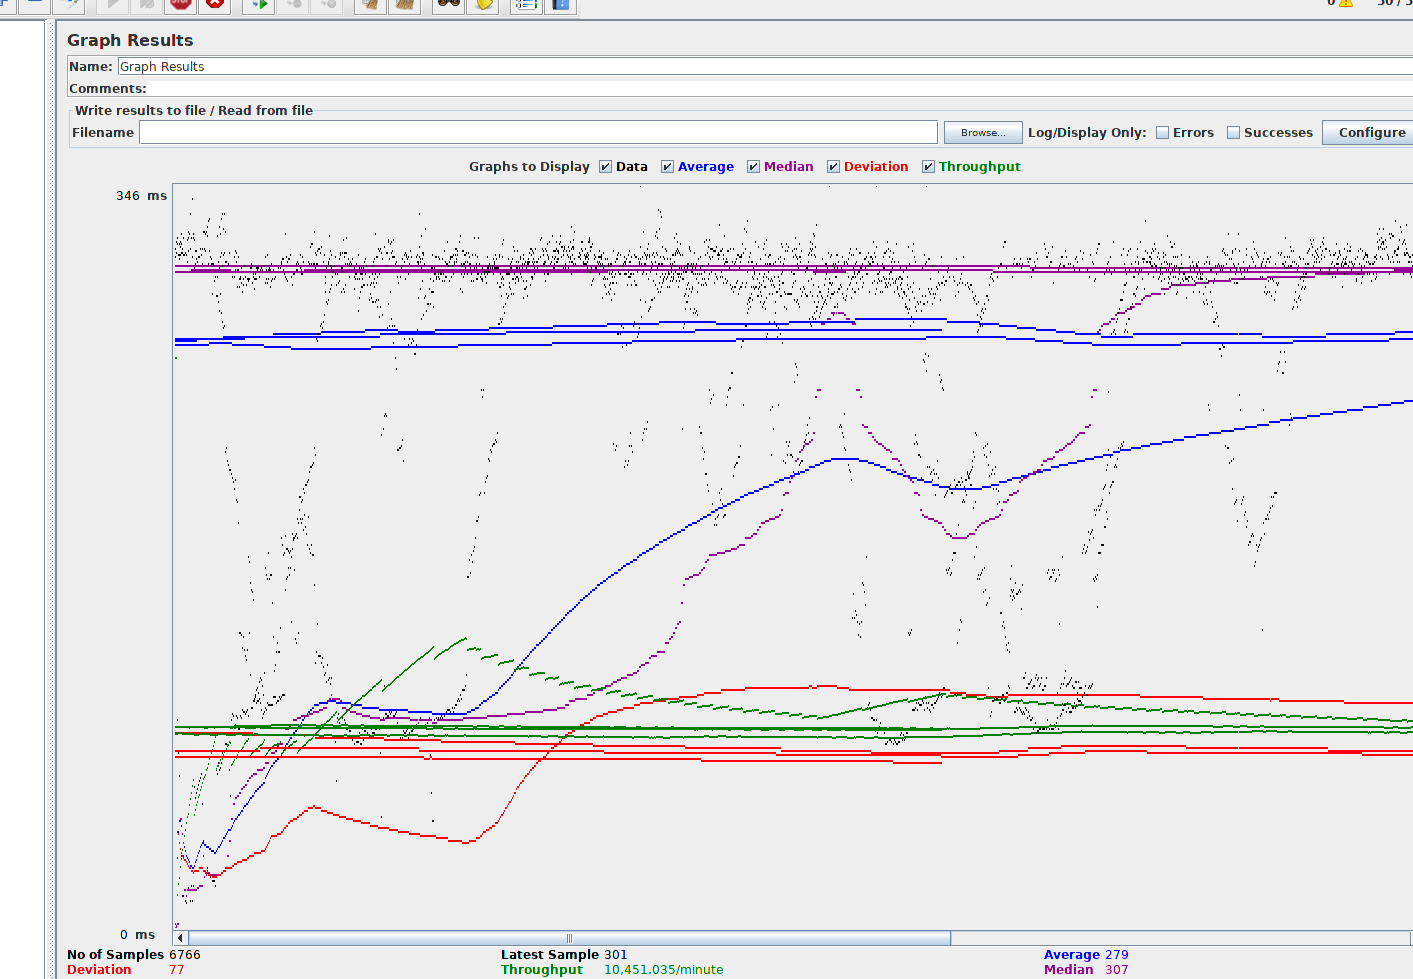 STOP
Graph Results
Name: Graph Results
Comments:
Write results to file / Read from file
Filename Browse... Log/Display Only: Errors Successes Configure
Graphs to Display Data Average Median Deviation Throughput
346 ms
0 ms
No of Samples 6766 Latest Sample 301 Average 279
Deviation 77 Throughput 10,451.035/minute Median 307